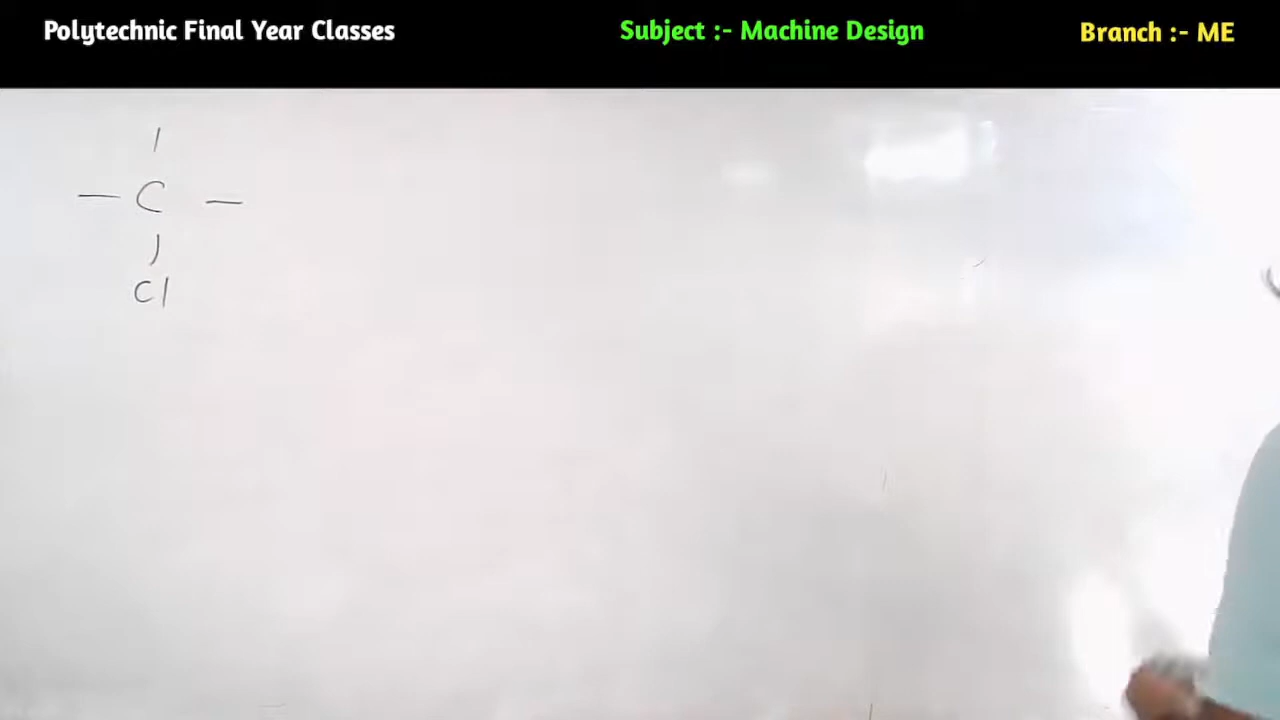 Polytechnic Final Year Classes Subject :- Machine Design Branch :- ME
— C —
Cl